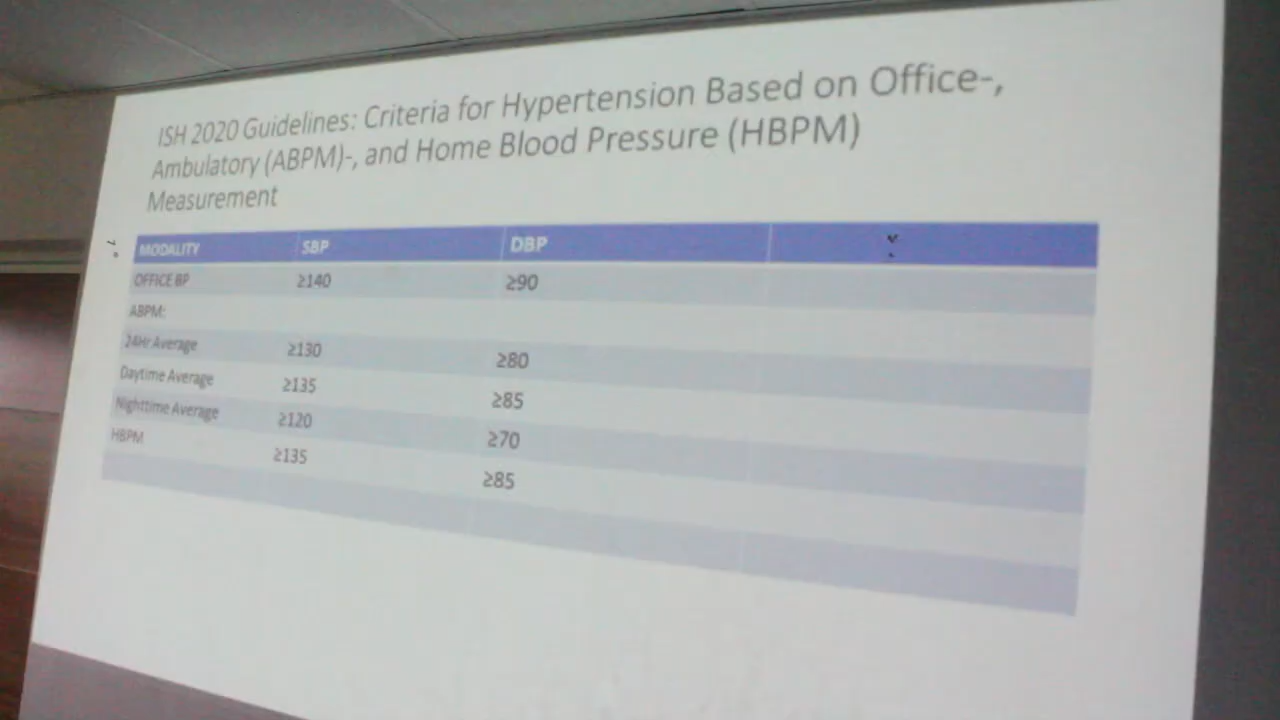 ISH 2020 Guidelines: Criteria for Hypertension Based on Office-,
Ambulatory (ABPM)-, and Home Blood Pressure (HBPM)
Measurement
MODALITY SBP DBP
OFFICE BP ≥140 ≥90
ABPM:
24Hr Average ≥130 ≥80
Daytime Average ≥135 ≥85
Nighttime Average ≥120 ≥70
HBPM ≥135 ≥85